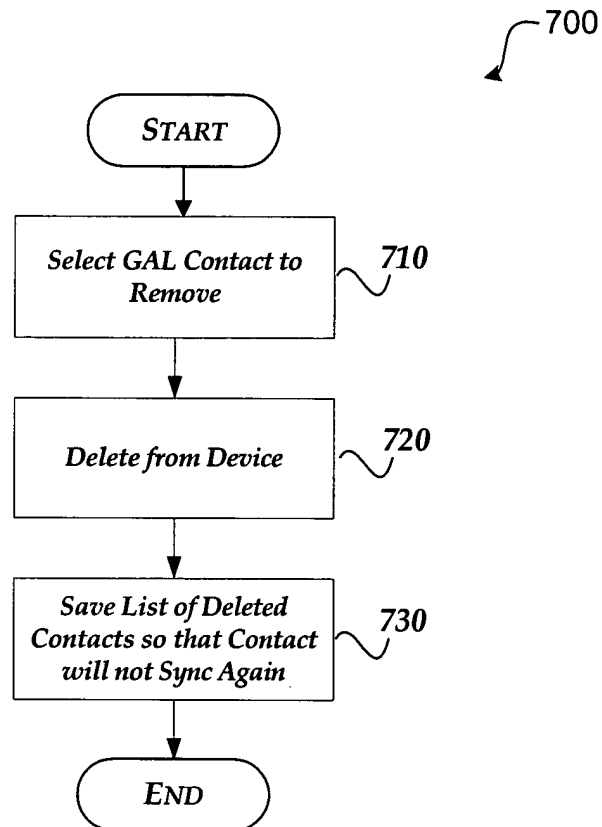 700
START
Select GAL Contact to
Remove
710
Delete from Device
720
Save List of Deleted
Contacts so that Contact
will not Sync Again
730
END